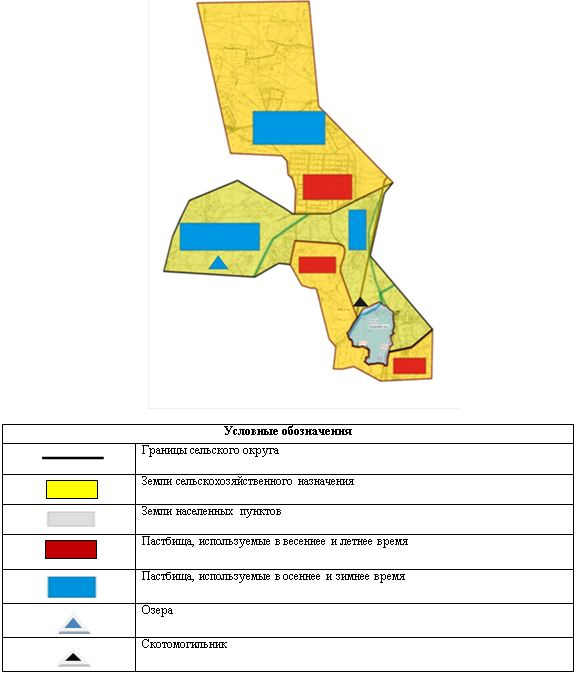 Условные обозначения
Границы сельского округа
Земли сельскохозяйственного назначения
Земли населенных пунктов
Пастбища, используемые в весеннее и летнее время
Пастбища, используемые в осеннее и зимнее время
Озера
Скотомогильник